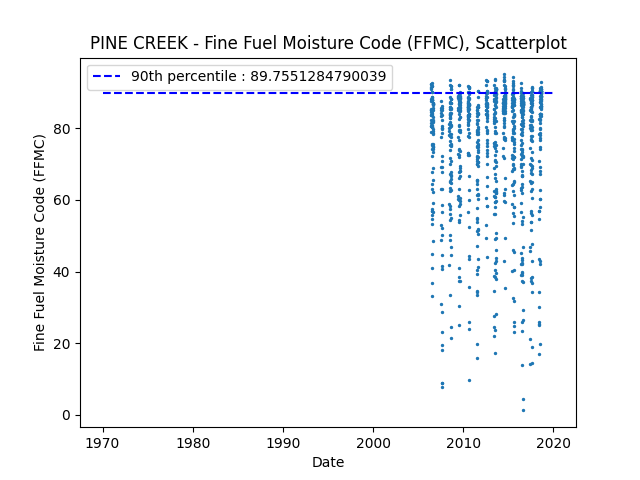 PINE CREEK - Fine Fuel Moisture Code (FFMC), Scatterplot
90th percentile : 89.7551284790039
Fine Fuel Moisture Code (FFMC)
80
60
40
20
0
1970 1980 1990 2000 2010 2020
Date